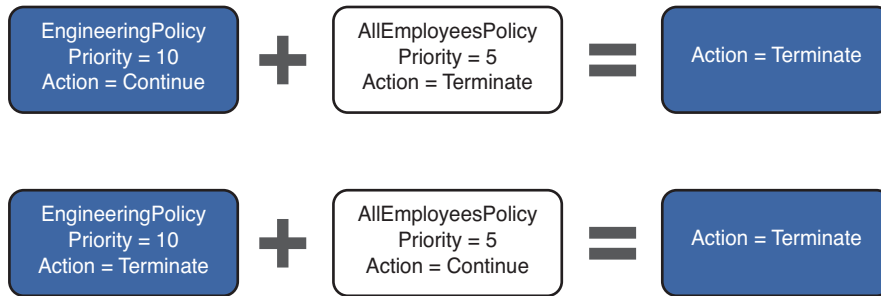 EngineeringPolicy
Priority = 10
Action = Continue
+
AllEmployeesPolicy
Priority = 5
Action = Terminate
=
Action = Terminate
EngineeringPolicy
Priority = 10
Action = Terminate
+
AllEmployeesPolicy
Priority = 5
Action = Continue
=
Action = Terminate